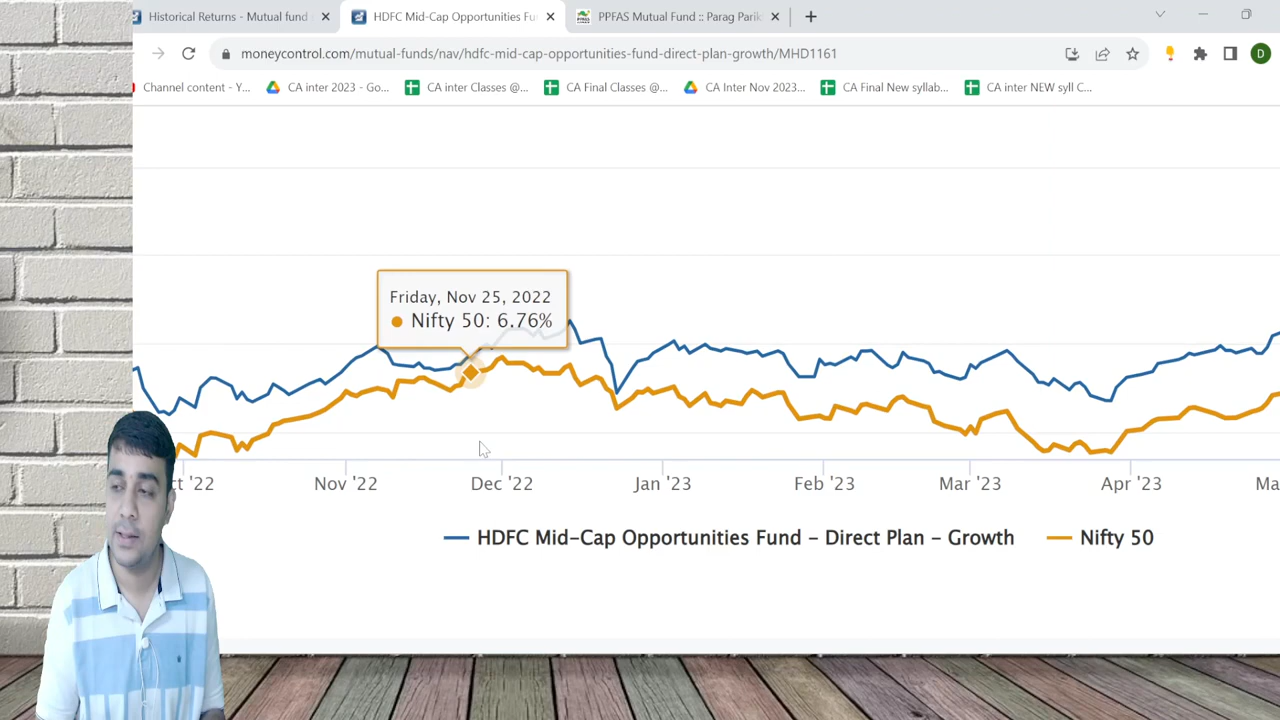 Historical Returns - Mutual fund
HDFC Mid-Cap Opportunities Fu
PPFAS Mutual Fund :: Parag Parik
moneycontrol.com/mutual-funds/nav/hdfc-mid-cap-opportunities-fund-direct-plan-growth/MHD1161
D
Channel content - Y...
CA inter 2023 - Go...
CA inter Classes @...
CA Final Classes @...
CA Inter Nov 2023...
CA Final New syllab...
CA inter NEW syll C...
Friday, Nov 25, 2022
Nifty 50: 6.76%
ct '22
Nov '22
Dec '22
Jan '23
Feb '23
Mar '23
Apr '23
Ma
HDFC Mid-Cap Opportunities Fund - Direct Plan - Growth
Nifty 50